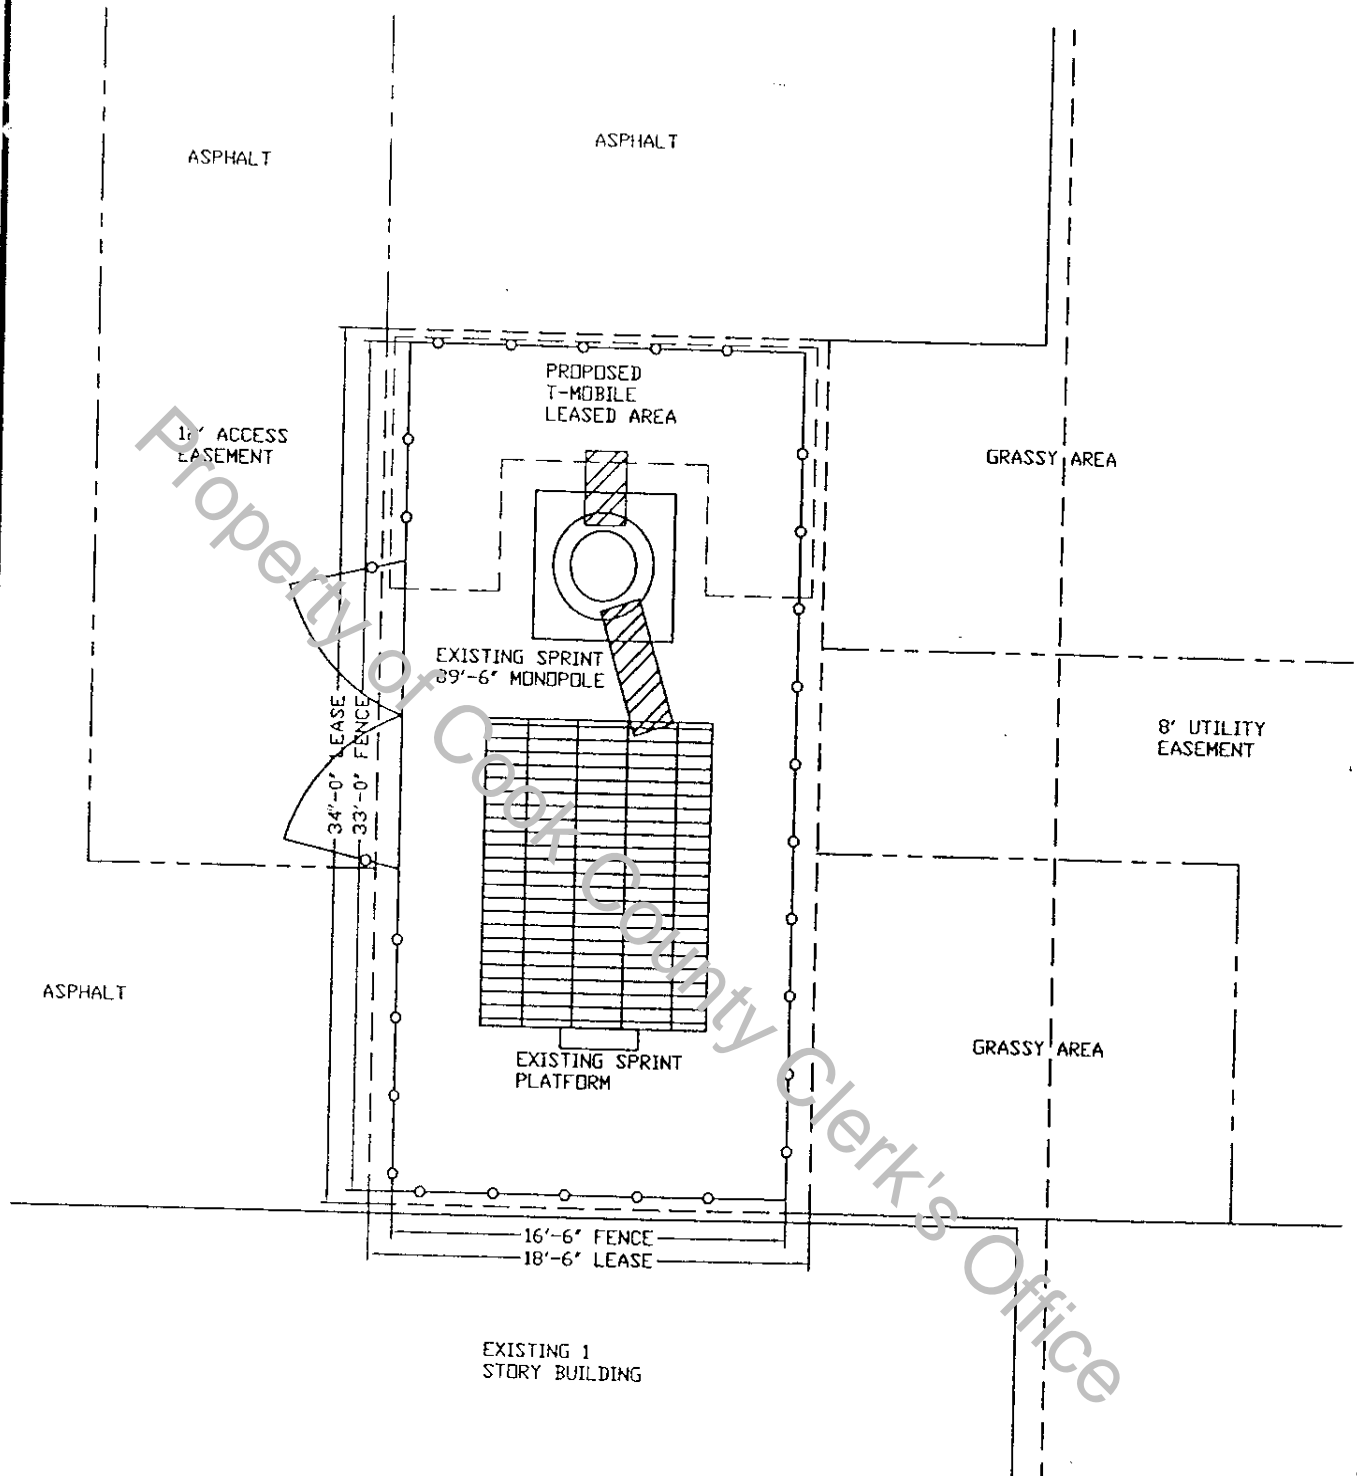 ASPHALT
ASPHALT
PROPOSED
T-MOBILE
LEASED AREA
ACCESS
EASEMENT
GRASSY AREA
EXISTING SPRINT
89'-6" MONOPOLE
34'-0" LEASE
33'-0" FENCE
8' UTILITY
EASEMENT
ASPHALT
EXISTING SPRINT
PLATFORM
GRASSY AREA
16'-6" FENCE
18'-6" LEASE
EXISTING 1
STORY BUILDING
Property of Cook County Clerk's Office